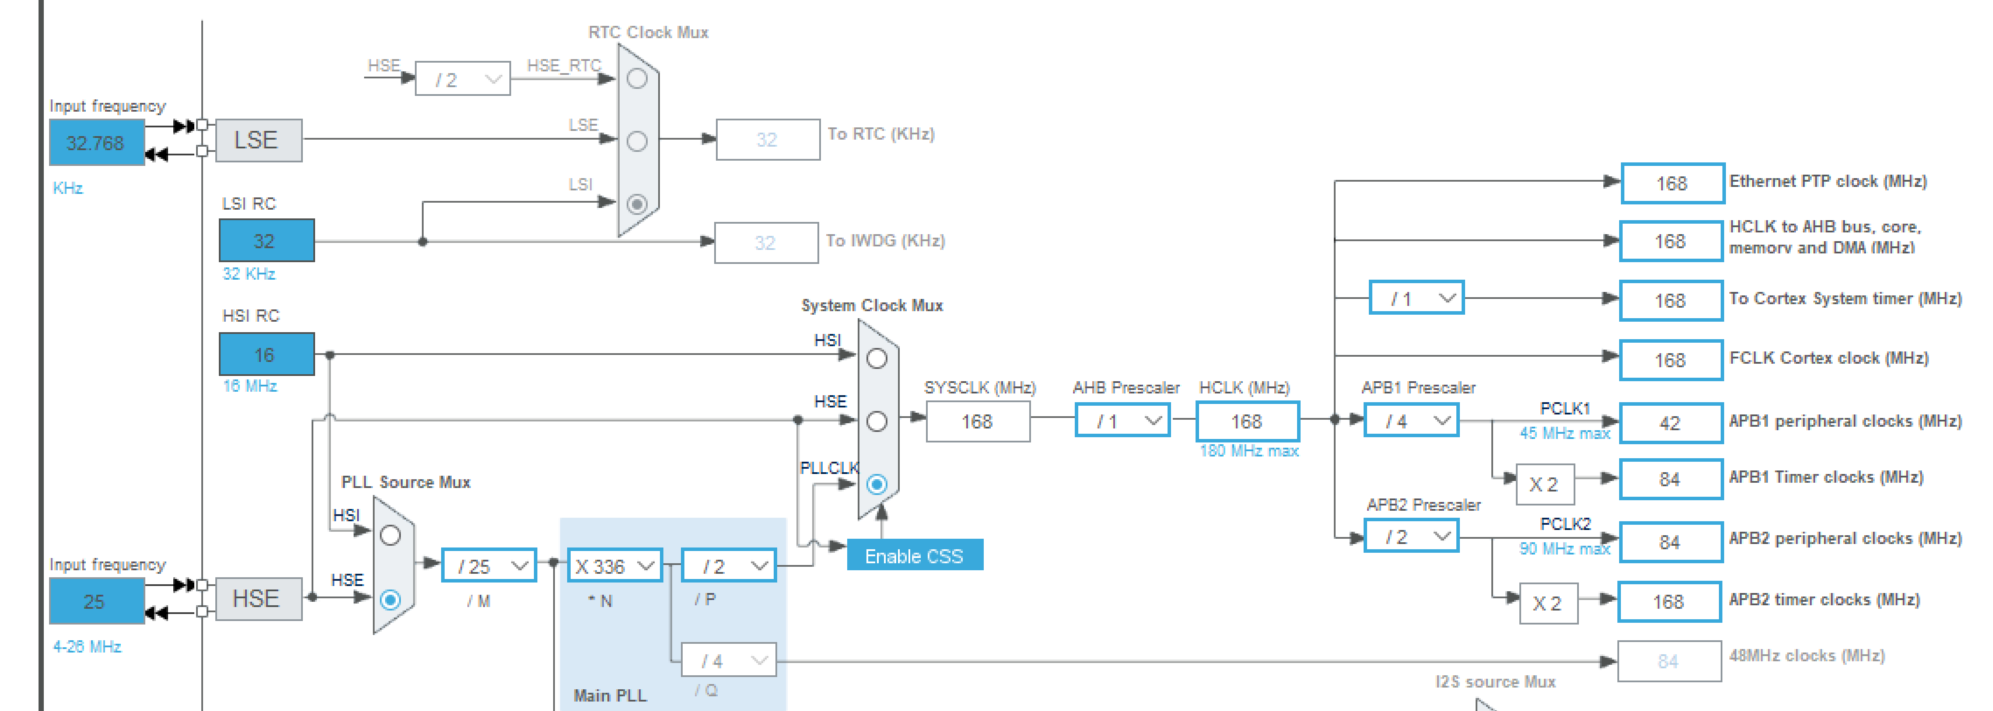 RTC Clock Mux
HSE
/ 2
HSE_RTC
Input frequency
32.768
KHz
LSE
LSE
32
To RTC (KHz)
LSI
LSI RC
32
32 KHz
32
To IWDG (KHz)
HSI RC
16
16 MHz
System Clock Mux
HSI
HSE
PLLCLK
SYSCLK (MHz)
168
AHB Prescaler
/ 1
HCLK (MHz)
168
180 MHz max
168
Ethernet PTP clock (MHz)
168
HCLK to AHB bus, core,
memory and DMA (MHz)
/ 1
168
To Cortex System timer (MHz)
168
FCLK Cortex clock (MHz)
APB1 Prescaler
/ 4
PCLK1
45 MHz max
42
APB1 peripheral clocks (MHz)
X 2
84
APB1 Timer clocks (MHz)
APB2 Prescaler
/ 2
PCLK2
90 MHz max
84
APB2 peripheral clocks (MHz)
X 2
168
APB2 timer clocks (MHz)
PLL Source Mux
HSI
HSE
Input frequency
25
4-26 MHz
HSE
/ 25
/ M
X 336
* N
/ 2
/ P
Enable CSS
/ 4
/ Q
Main PLL
84
48MHz clocks (MHz)
I2S source Mux